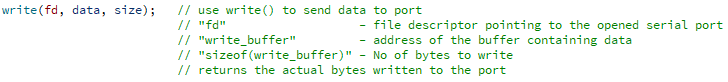 write(fd, data, size);   // use write() to send data to port
// "fd"                   - file descriptor pointing to the opened serial port
// "write_buffer"         - address of the buffer containing data
// "sizeof(write_buffer)" - No of bytes to write
// returns the actual bytes written to the port